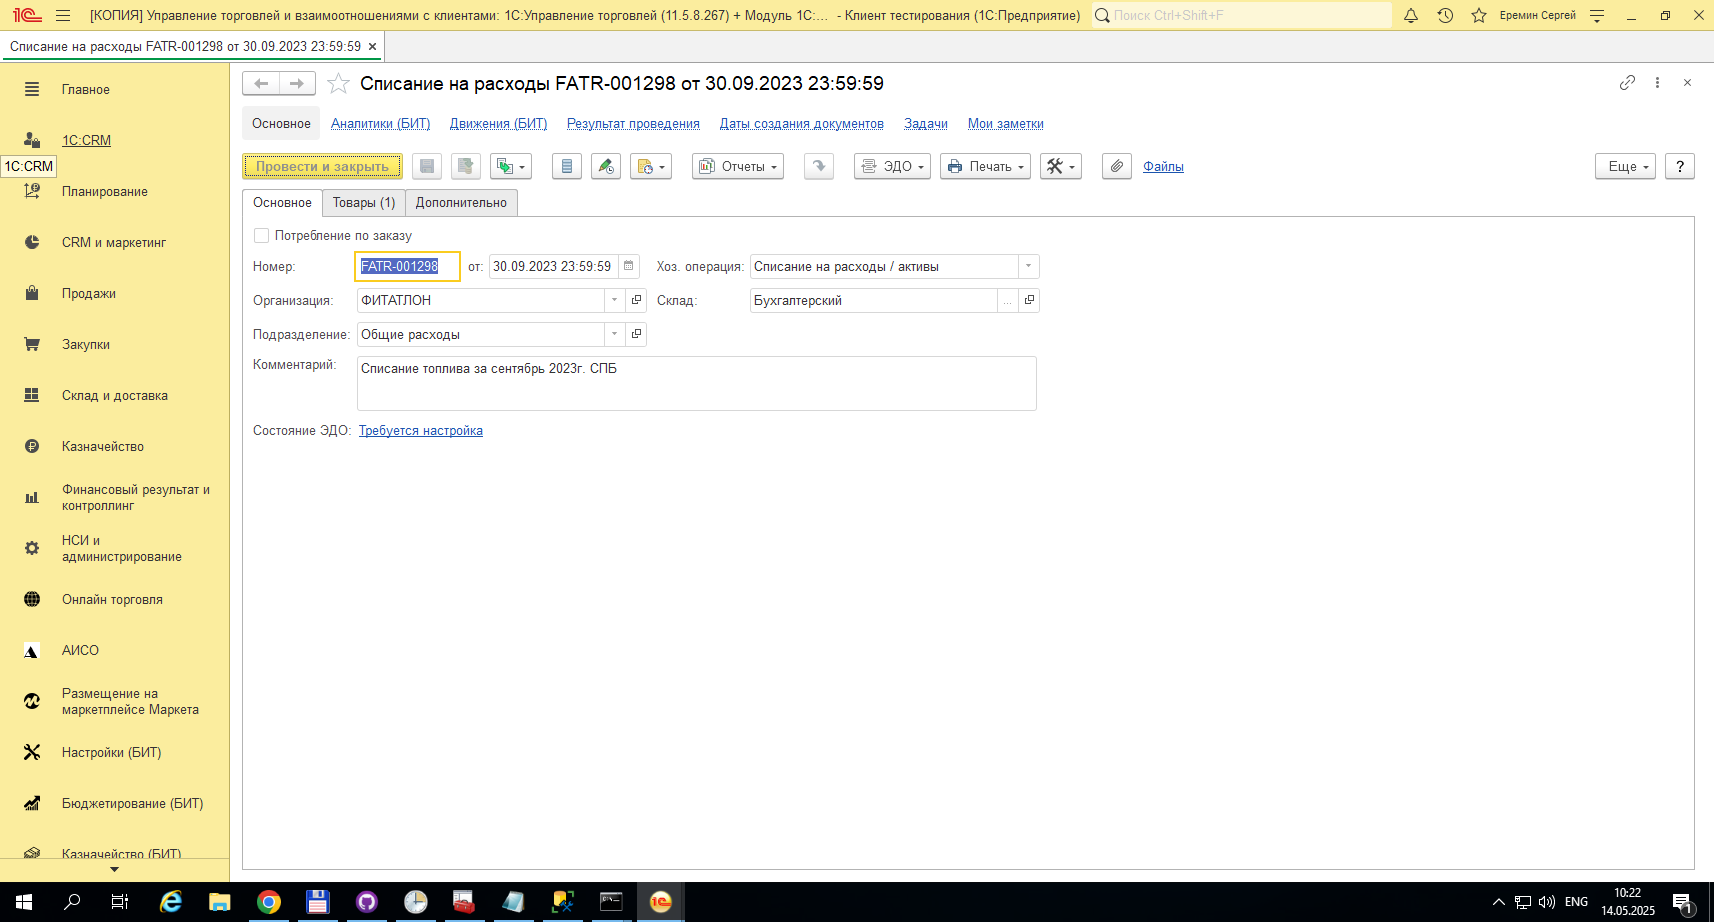 [КОПИЯ] Управление торговлей и взаимоотношениями с клиентами: 1С:Управление торговлей (11.5.8.267) + Модуль 1С:... - Клиент тестирования (1С:Предприятие)
Поиск Ctrl+Shift+F
Еремин Сергей
Списание на расходы FATR-001298 от 30.09.2023 23:59:59
Главное
1С:CRM
1С:CRM
Планирование
CRM и маркетинг
Продажи
Закупки
Склад и доставка
Казначейство
Финансовый результат и
контроллинг
НСИ и
администрирование
Онлайн торговля
АИСО
Размещение на
маркетплейсе Маркета
Настройки (БИТ)
Бюджетирование (БИТ)
Казначейство (БИТ)
Списание на расходы FATR-001298 от 30.09.2023 23:59:59
Основное Аналитики (БИТ) Движения (БИТ) Результат проведения Даты создания документов Задачи Мои заметки
Провести и закрыть Отчеты ЭДО Печать Файлы Еще ?
Основное Товары (1) Дополнительно
Потребление по заказу
Номер: FATR-001298 от: 30.09.2023 23:59:59 Хоз. операция: Списание на расходы / активы
Организация: ФИТАТЛОН Склад: Бухгалтерский
Подразделение: Общие расходы
Комментарий: Списание топлива за сентябрь 2023г. СПБ
Состояние ЭДО: Требуется настройка
ENG
10:22
14.05.2025
1